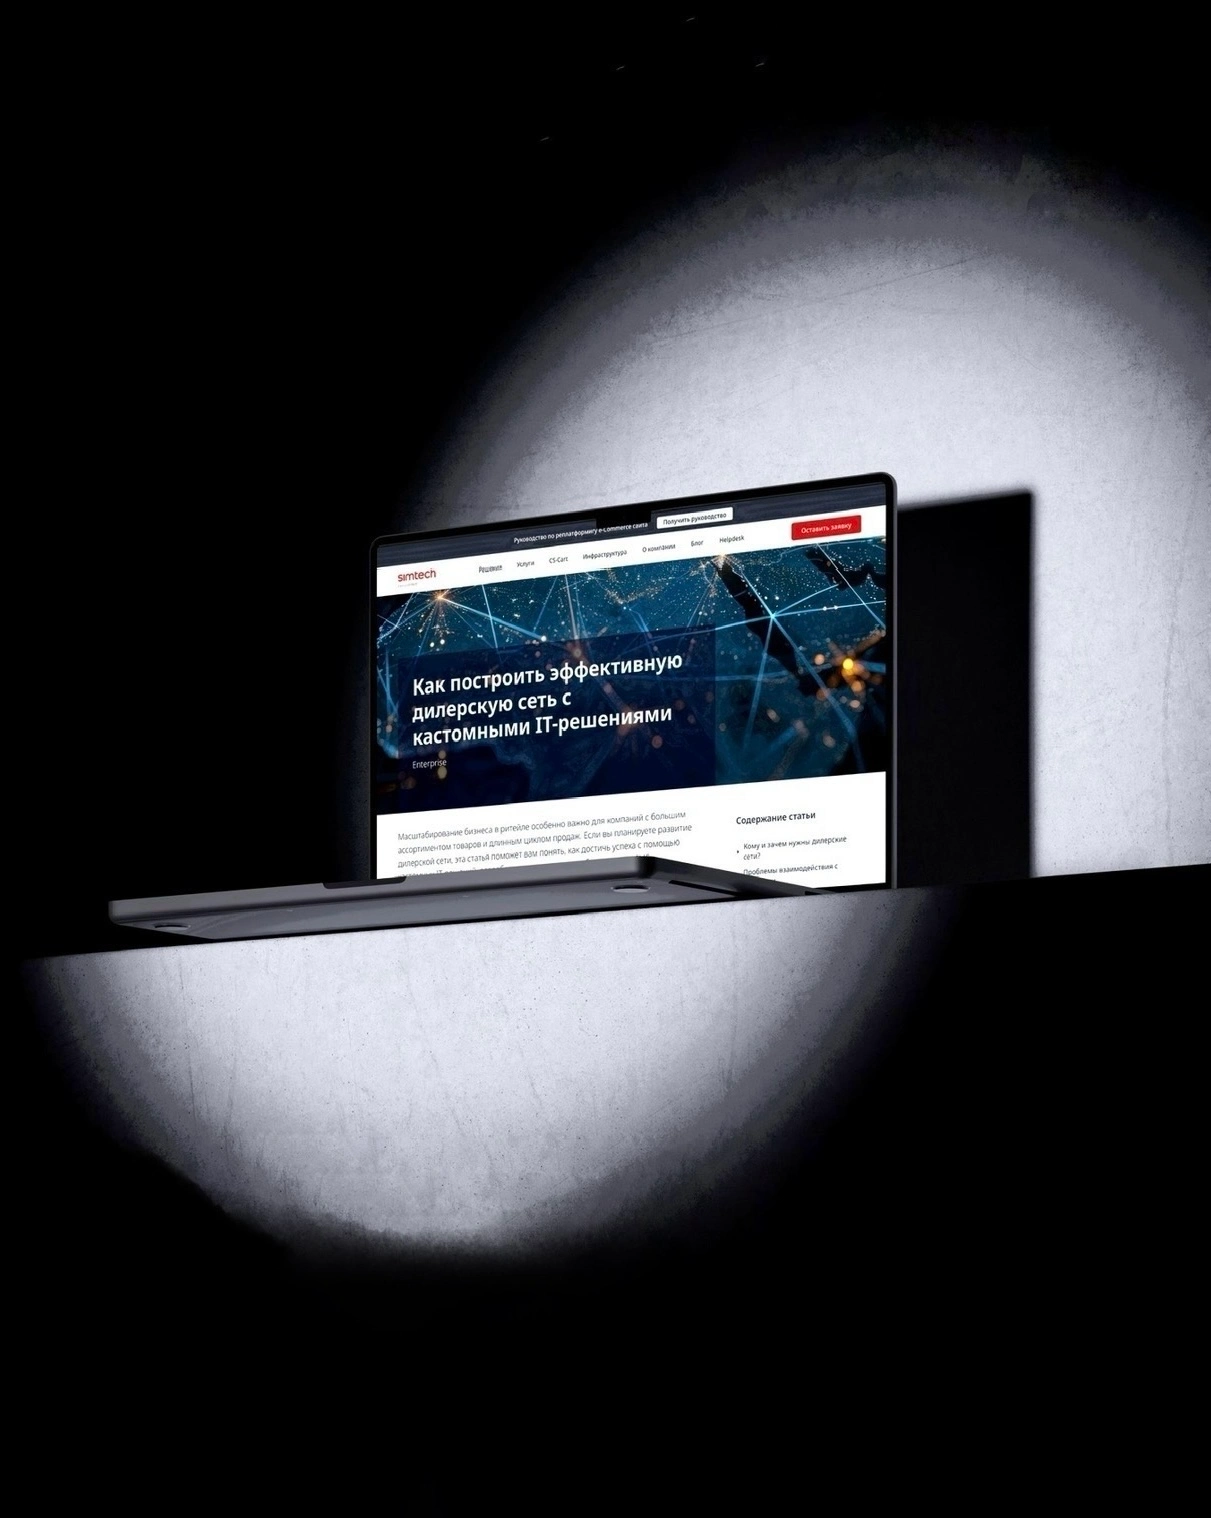 Руководство по реплатформингу e-Commerce сайта
Получить руководство
simtech
Решения
Услуги
CS-Cart
Инфраструктура
О компании
Блог
Helpdesk
Оставить заявку
Как построить эффективную
дилерскую сеть с
кастомными IT-решениями
Enterprise
Масштабирование бизнеса в ритейле особенно важно для компаний с большим
ассортиментом товаров и длинным циклом продаж. Если вы планируете развитие
дилерской сети, эта статья поможет вам понять, как достичь успеха с помощью
Содержание статьи
Кому и зачем нужны дилерские
сети?
Проблемы взаимодействия с